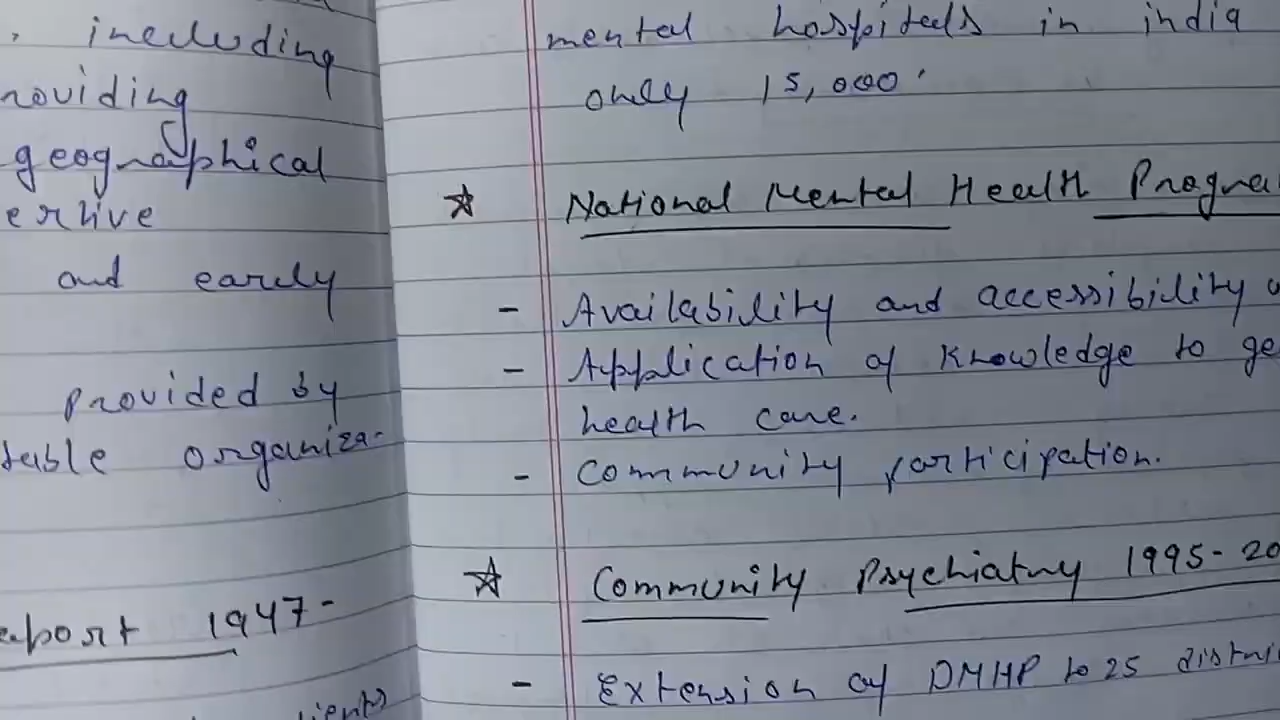 including
roviding
geographical
erlive
and early
provided by
table organiza-
eport 1947-
ients
mental hospitals in india
only 15,000
☆ National Mental Health Progra
- Availability and accessibility o
- Application of knowledge to ge
health care.
- Community participation.
☆ Community Psychiatry 1995-20
- Extension of DMHP to 25 distri